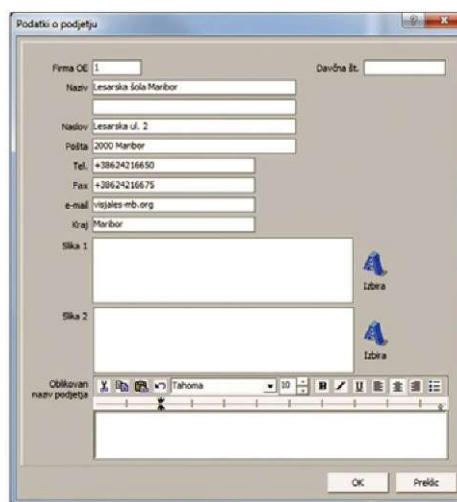 Podatki o podjetju
Firma OE 1 Davčna št.
Naziv Lesarska šola Maribor
Naslov Lesarska ul. 2
Pošta 2000 Maribor
Tel. +38624216650
Fax +38624216675
e-mail visjales-mb.org
Kraj Maribor
Slika 1
Izbira
Slika 2
Izbira
Oblikovan
naziv podjetja
Tahoma 10 B I U
OK Preklic